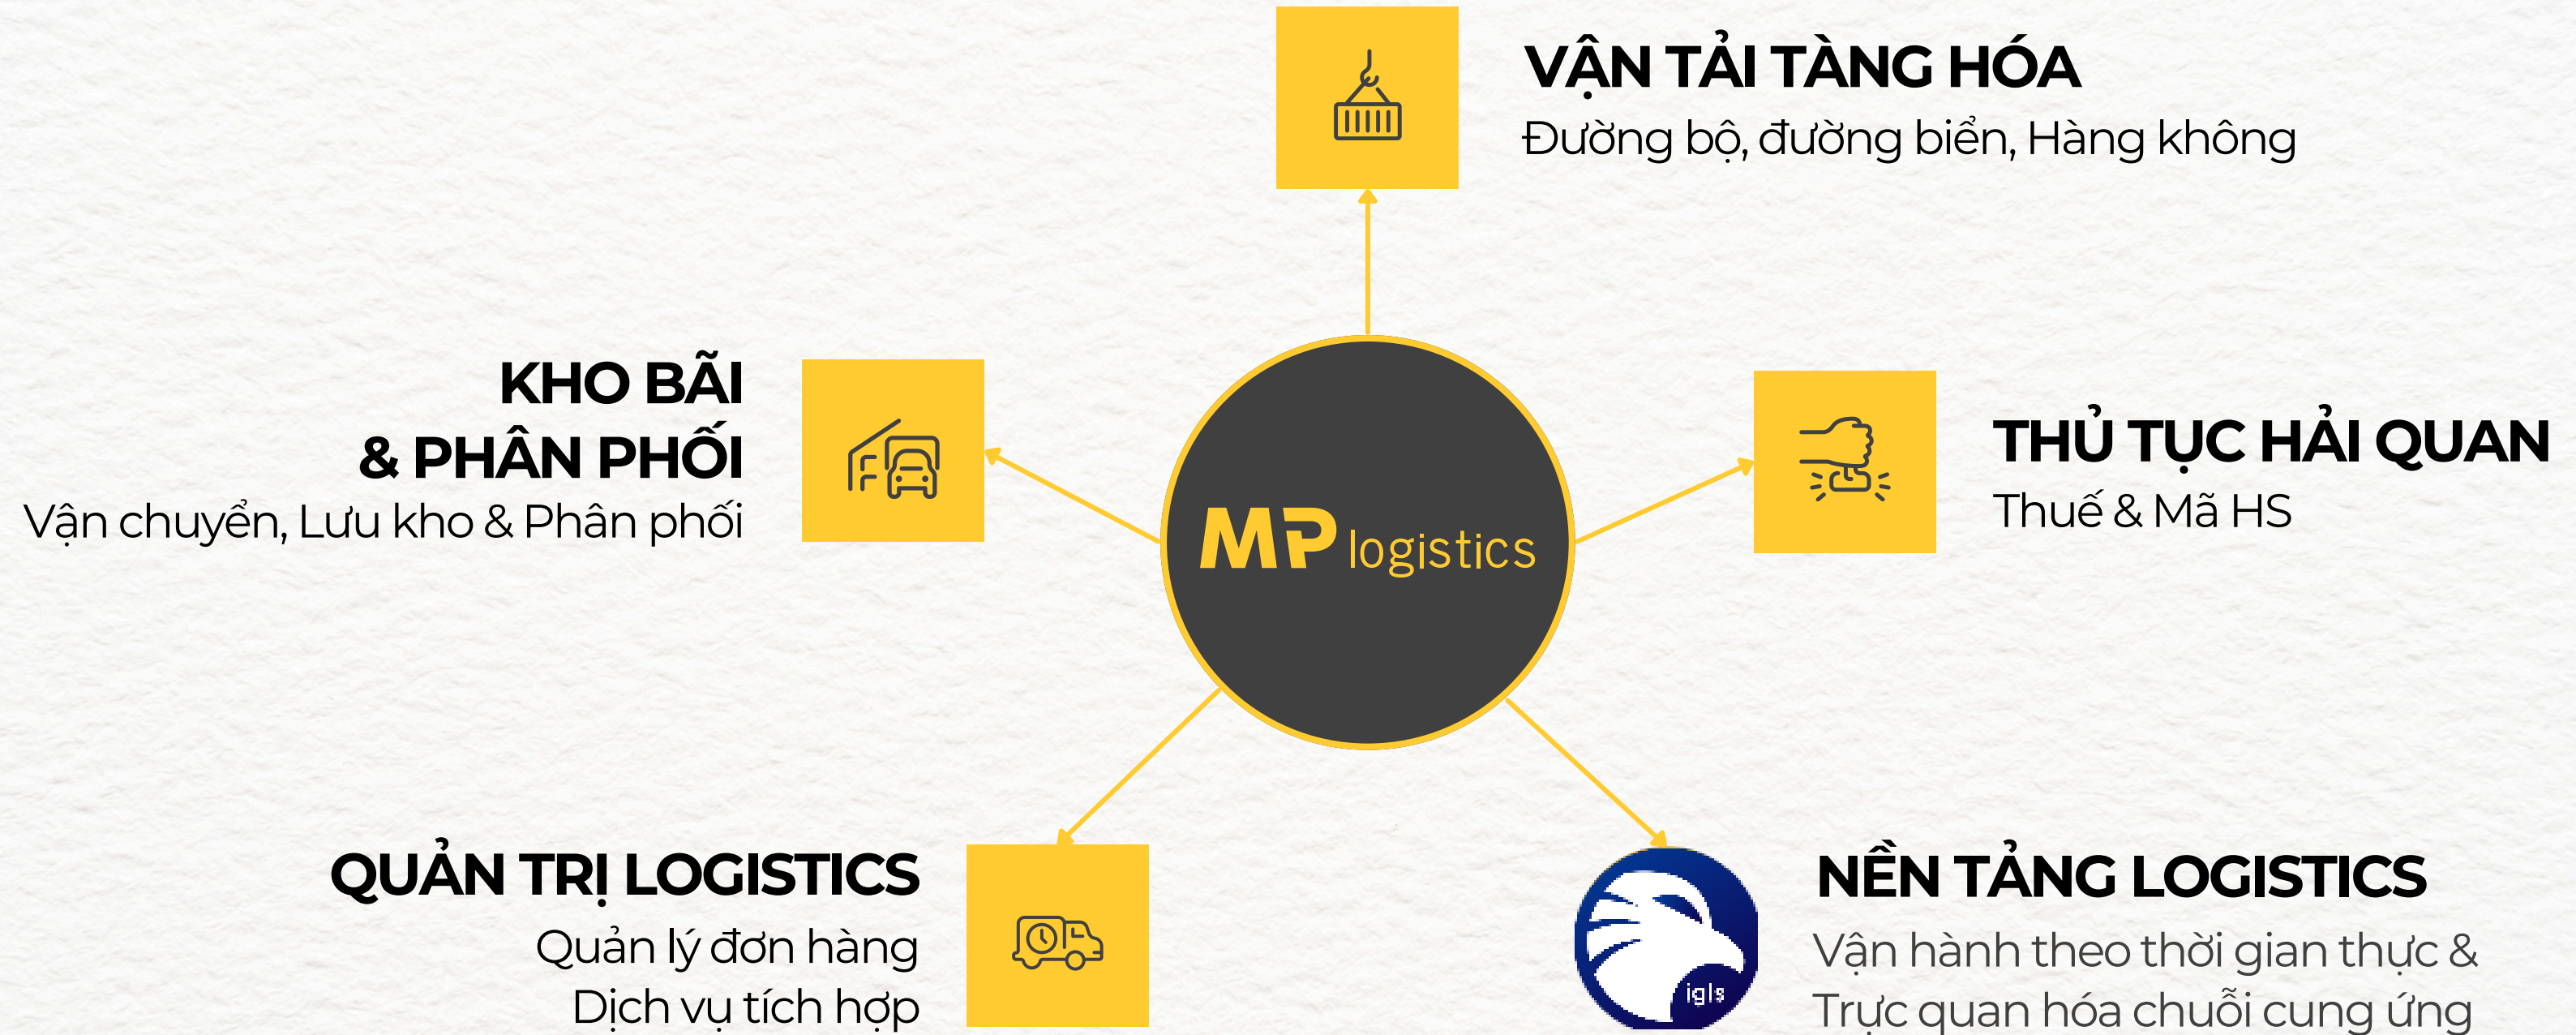 VẬN TẢI TÀNG HÓA
Đường bộ, đường biển, Hàng không
KHO BÃI
& PHÂN PHỐI
Vận chuyển, Lưu kho & Phân phối
MP logistics
THỦ TỤC HẢI QUAN
Thuế & Mã HS
QUẢN TRỊ LOGISTICS
Quản lý đơn hàng
Dịch vụ tích hợp
igls
NỀN TẢNG LOGISTICS
Vận hành theo thời gian thực &
Trực quan hóa chuỗi cung ứng